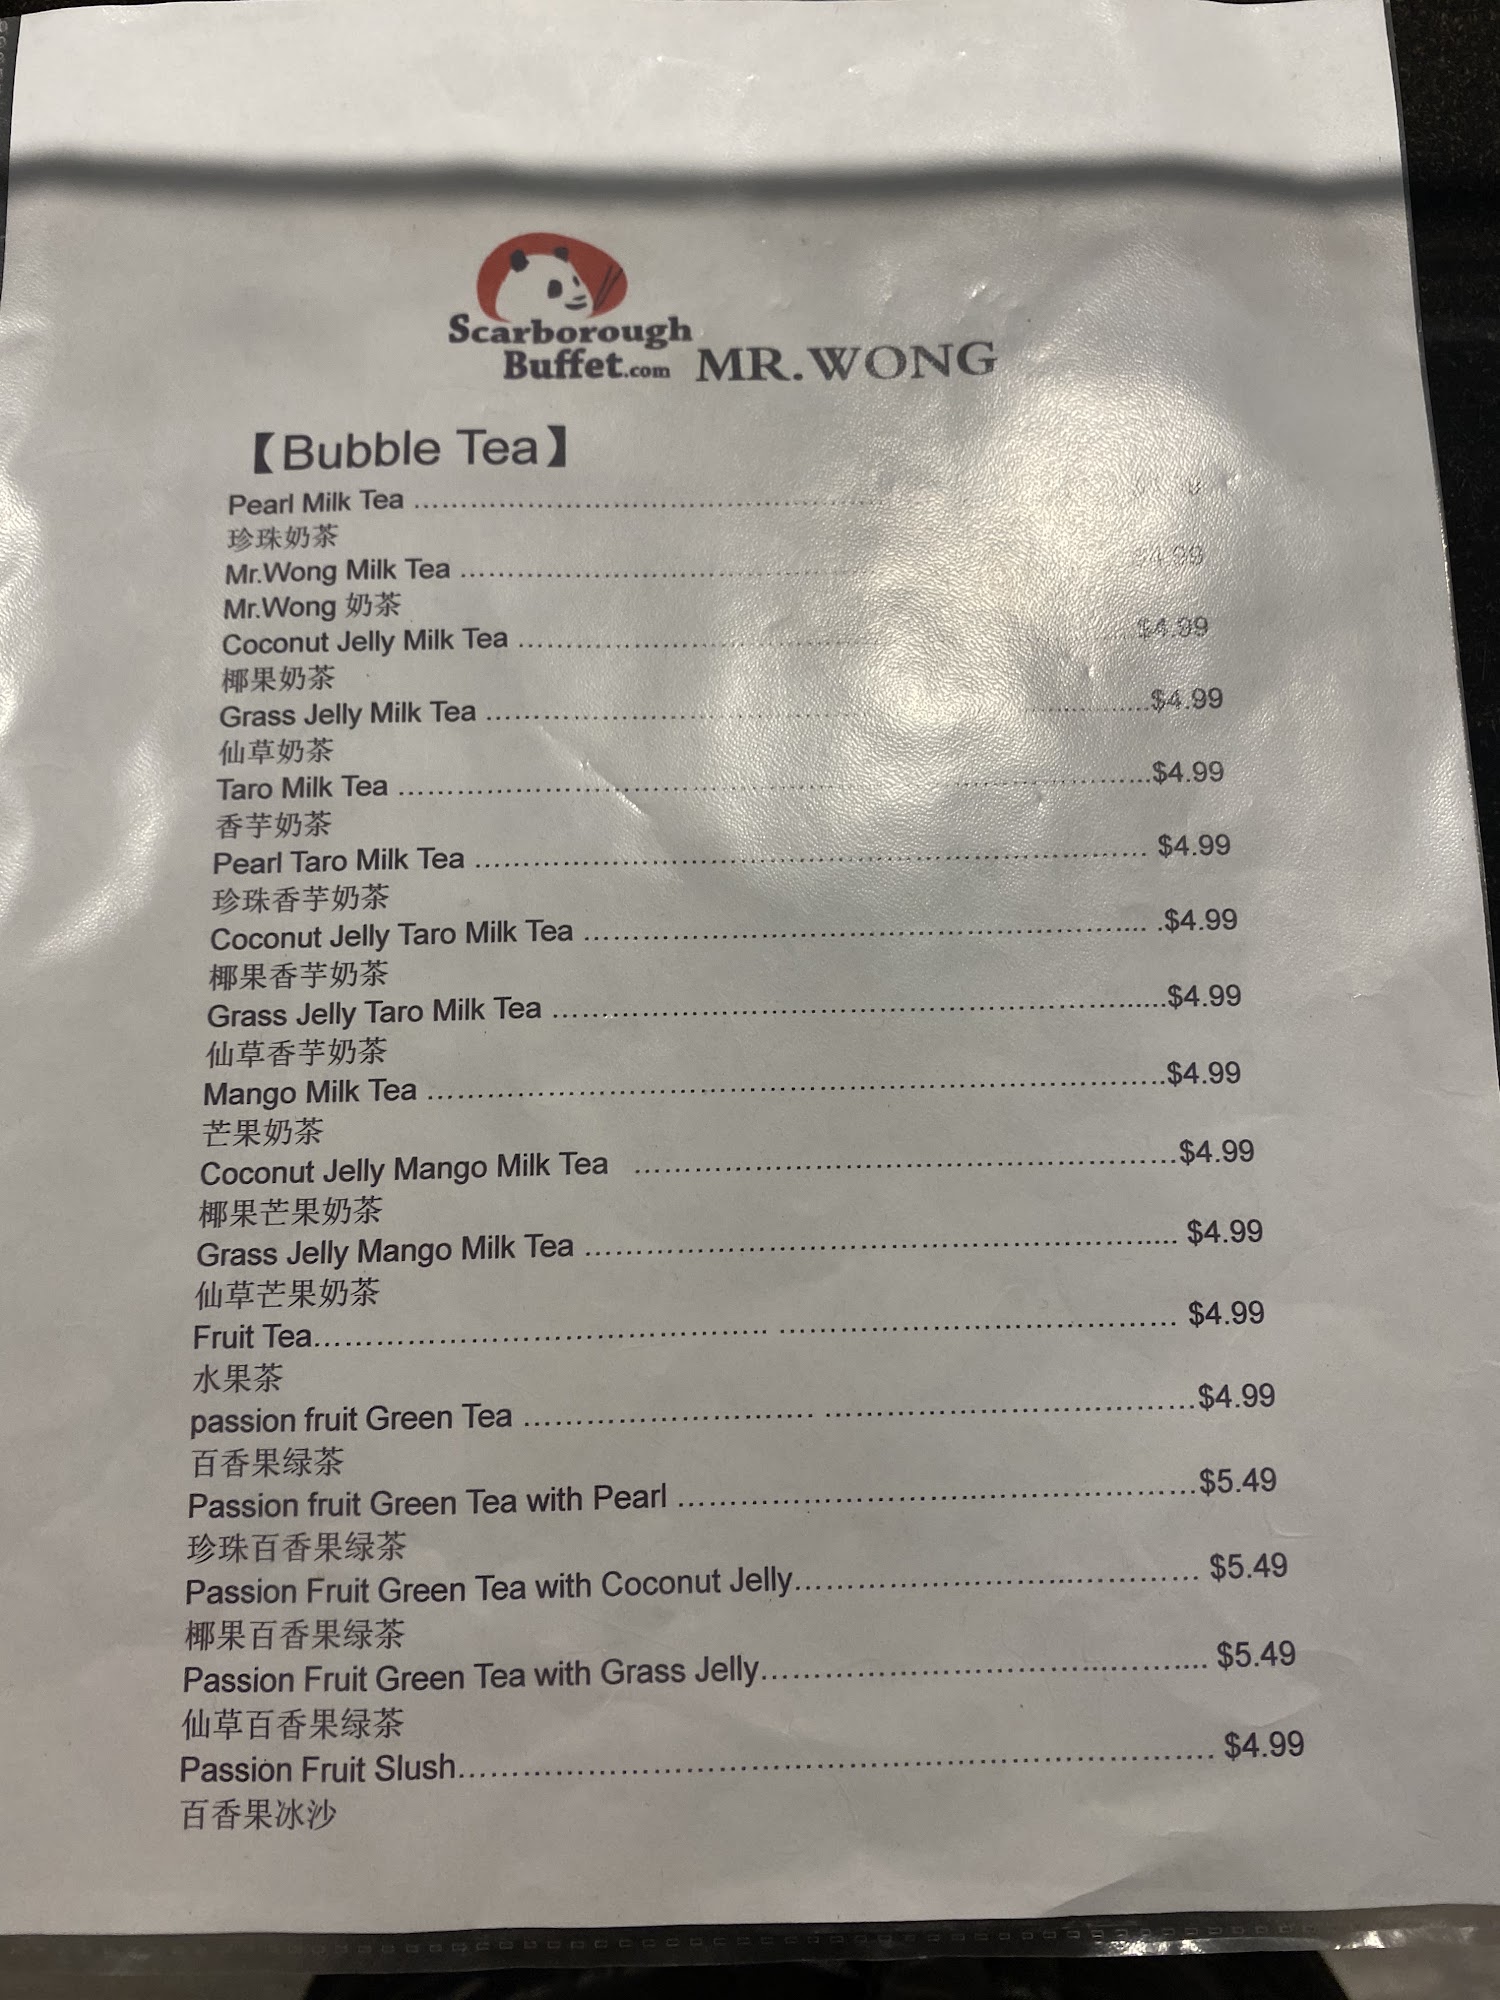 Scarborough
Buffet.com MR.WONG
【Bubble Tea】
Pearl Milk Tea
珍珠奶茶
Mr.Wong Milk Tea $4.99
Mr.Wong 奶茶
Coconut Jelly Milk Tea $4.99
椰果奶茶
Grass Jelly Milk Tea $4.99
仙草奶茶
Taro Milk Tea $4.99
香芋奶茶
Pearl Taro Milk Tea $4.99
珍珠香芋奶茶
Coconut Jelly Taro Milk Tea $4.99
椰果香芋奶茶
Grass Jelly Taro Milk Tea $4.99
仙草香芋奶茶
Mango Milk Tea $4.99
芒果奶茶
Coconut Jelly Mango Milk Tea $4.99
椰果芒果奶茶
Grass Jelly Mango Milk Tea $4.99
仙草芒果奶茶
Fruit Tea $4.99
水果茶
passion fruit Green Tea $4.99
百香果绿茶
Passion fruit Green Tea with Pearl $5.49
珍珠百香果绿茶
Passion Fruit Green Tea with Coconut Jelly $5.49
椰果百香果绿茶
Passion Fruit Green Tea with Grass Jelly $5.49
仙草百香果绿茶
Passion Fruit Slush $4.99
百香果冰沙